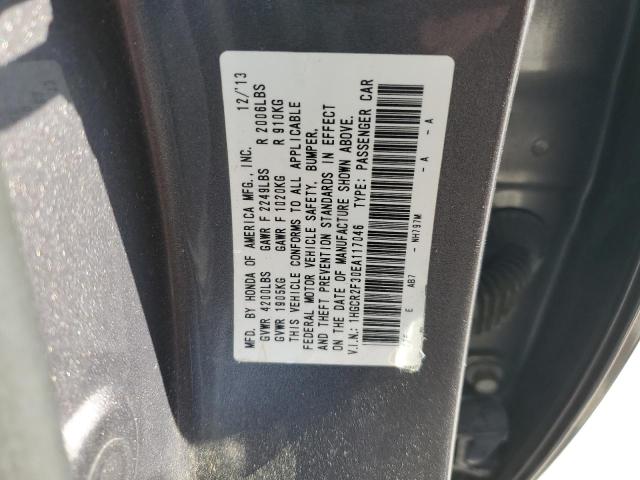 MFD. BY HONDA OF AMERICA MFG., INC. 12/'13
GVWR 4200LBS GAWR F 2249LBS R 2006LBS
GVWR 1905KG GAWR F 1020KG R 910KG
THIS VEHICLE CONFORMS TO ALL APPLICABLE
FEDERAL MOTOR VEHICLE SAFETY, BUMPER,
AND THEFT PREVENTION STANDARDS IN EFFECT
ON THE DATE OF MANUFACTURE SHOWN ABOVE.
V.I.N.: 1HGCR2F30EA117046 TYPE: PASSENGER CAR
E AB7 - NH797M - A - A